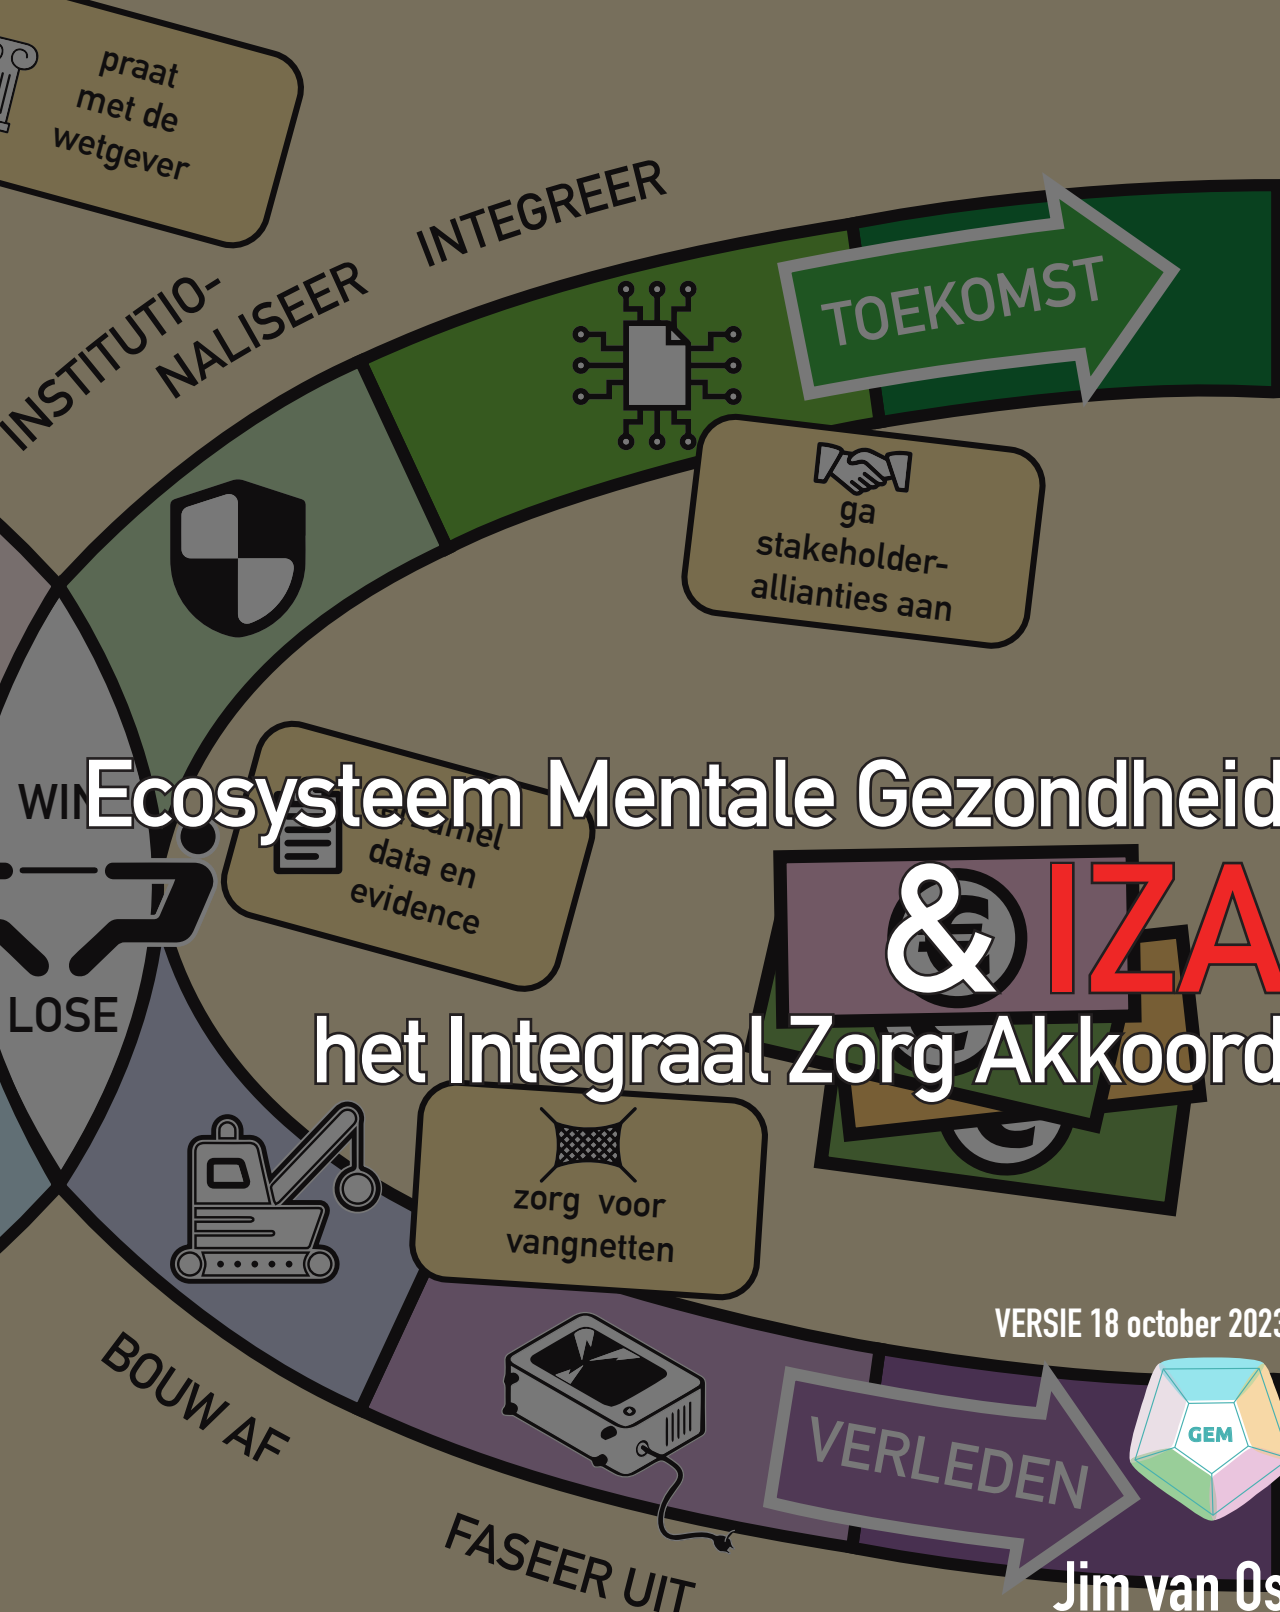 praat
met de
wetgever
INTEGREER
INSTITUTIO-
NALISEER
TOEKOMST
ga
stakeholder-
allianties aan
WIN
Ecosysteem Mentale Gezondheid
data en
evidence
& IZA
LOSE
het Integraal Zorg Akkoord
zorg voor
vangnetten
VERSIE 18 october 2023
BOUW AF
GEM
VERLEDEN
FASEER UIT
Jim van Os